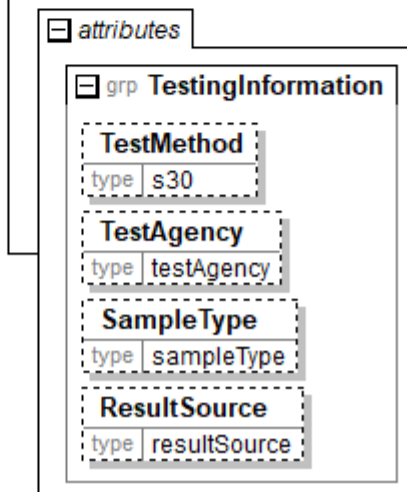 attributes
grp TestingInformation
TestMethod
type s30
TestAgency
type testAgency
SampleType
type sampleType
ResultSource
type resultSource